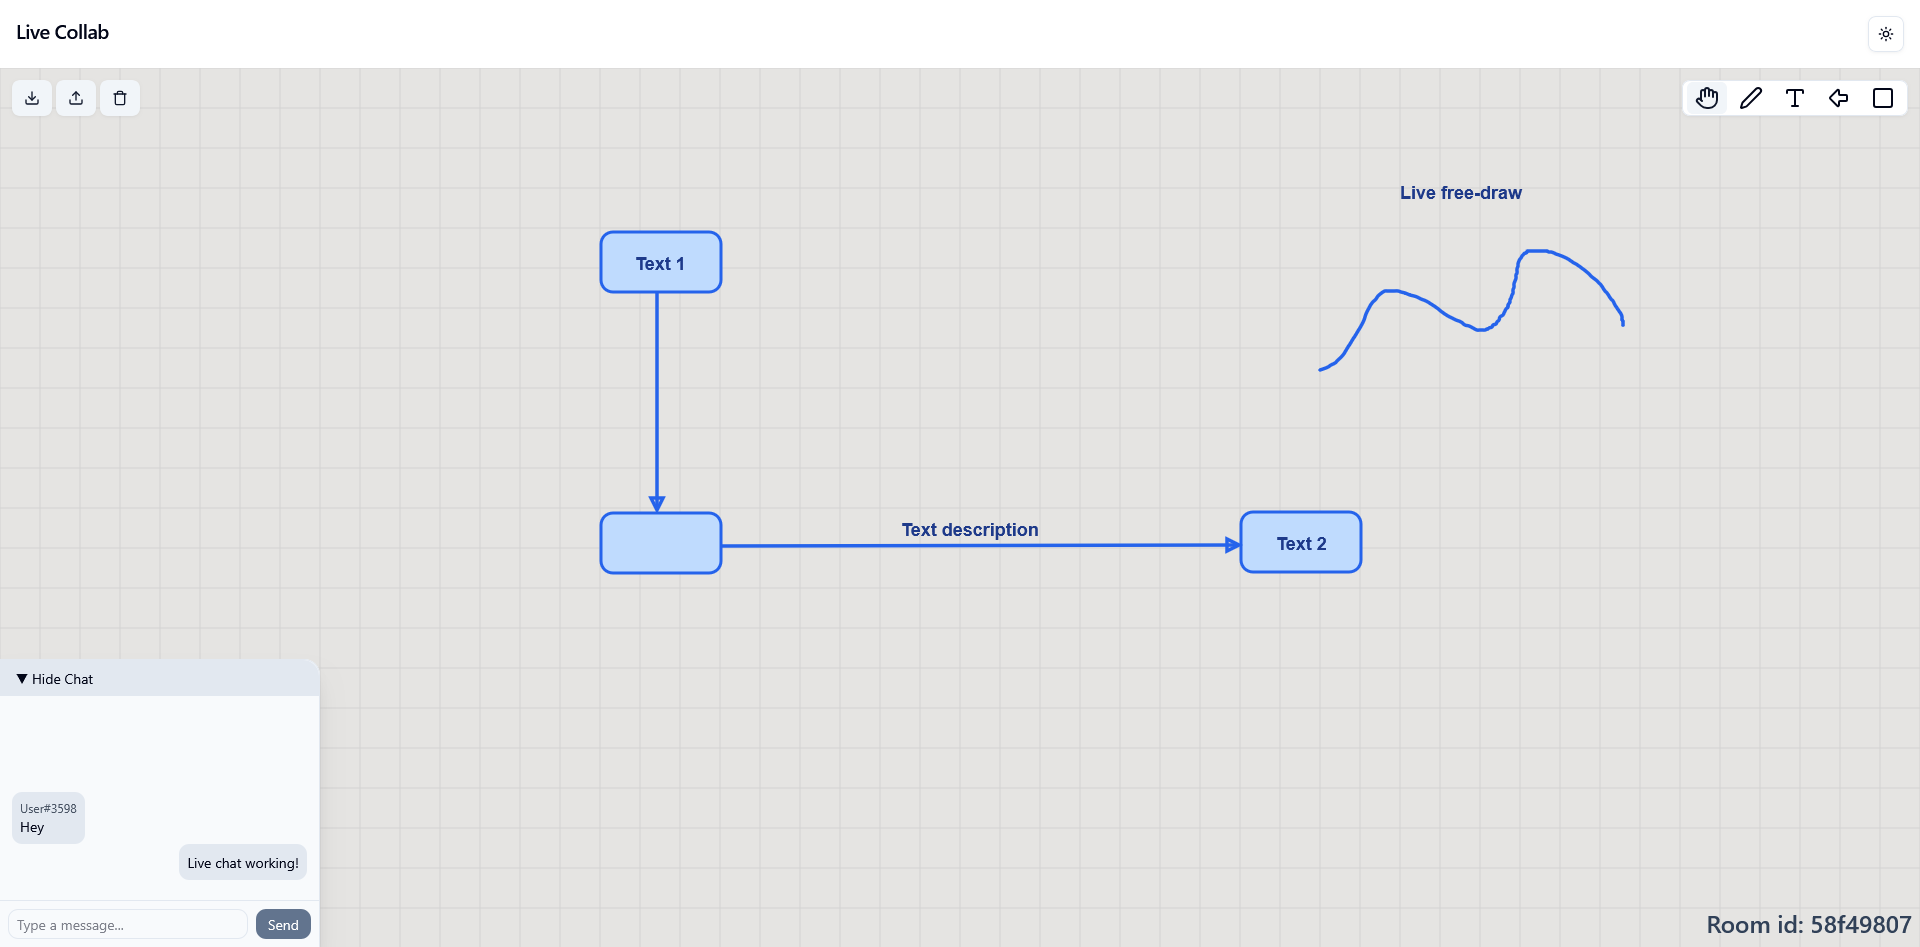 Live Collab
Live free-draw
Text 1
Text description
Text 2
▼ Hide Chat
User#3598
Hey
Live chat working!
Type a message...
Send
Room id: 58f49807